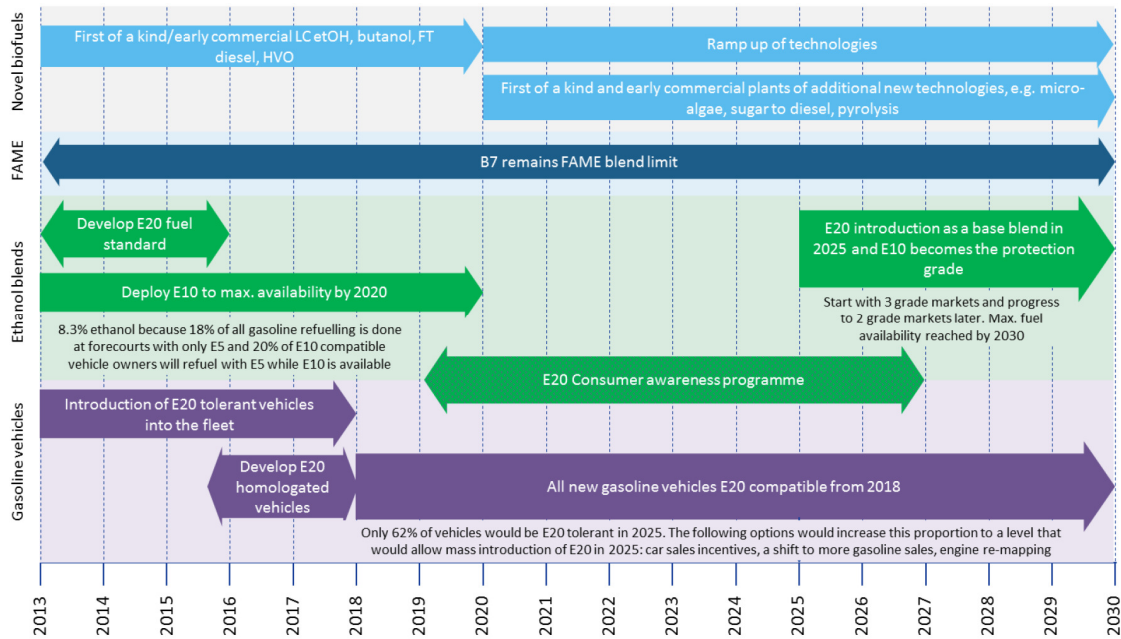 Novel biofuels
First of a kind/early commercial LC etOH, butanol, FT
diesel, HVO
Ramp up of technologies
First of a kind and early commercial plants of additional new technologies, e.g. micro-
algae, sugar to diesel, pyrolysis
FAME
B7 remains FAME blend limit
Ethanol blends
Develop E20 fuel
standard
E20 introduction as a base blend in
2025 and E10 becomes the protection
grade
Deploy E10 to max. availability by 2020
Start with 3 grade markets and progress
to 2 grade markets later. Max. fuel
availability reached by 2030
8.3% ethanol because 18% of all gasoline refuelling is done
at forecourts with only E5 and 20% of E10 compatible
vehicle owners will refuel with E5 while E10 is available
E20 Consumer awareness programme
Gasoline vehicles
Introduction of E20 tolerant vehicles
into the fleet
Develop E20
homologated
vehicles
All new gasoline vehicles E20 compatible from 2018
Only 62% of vehicles would be E20 tolerant in 2025. The following options would increase this proportion to a level that
would allow mass introduction of E20 in 2025: car sales incentives, a shift to more gasoline sales, engine re-mapping
2013
2014
2015
2016
2017
2018
2019
2020
2021
2022
2023
2024
2025
2026
2027
2028
2029
2030